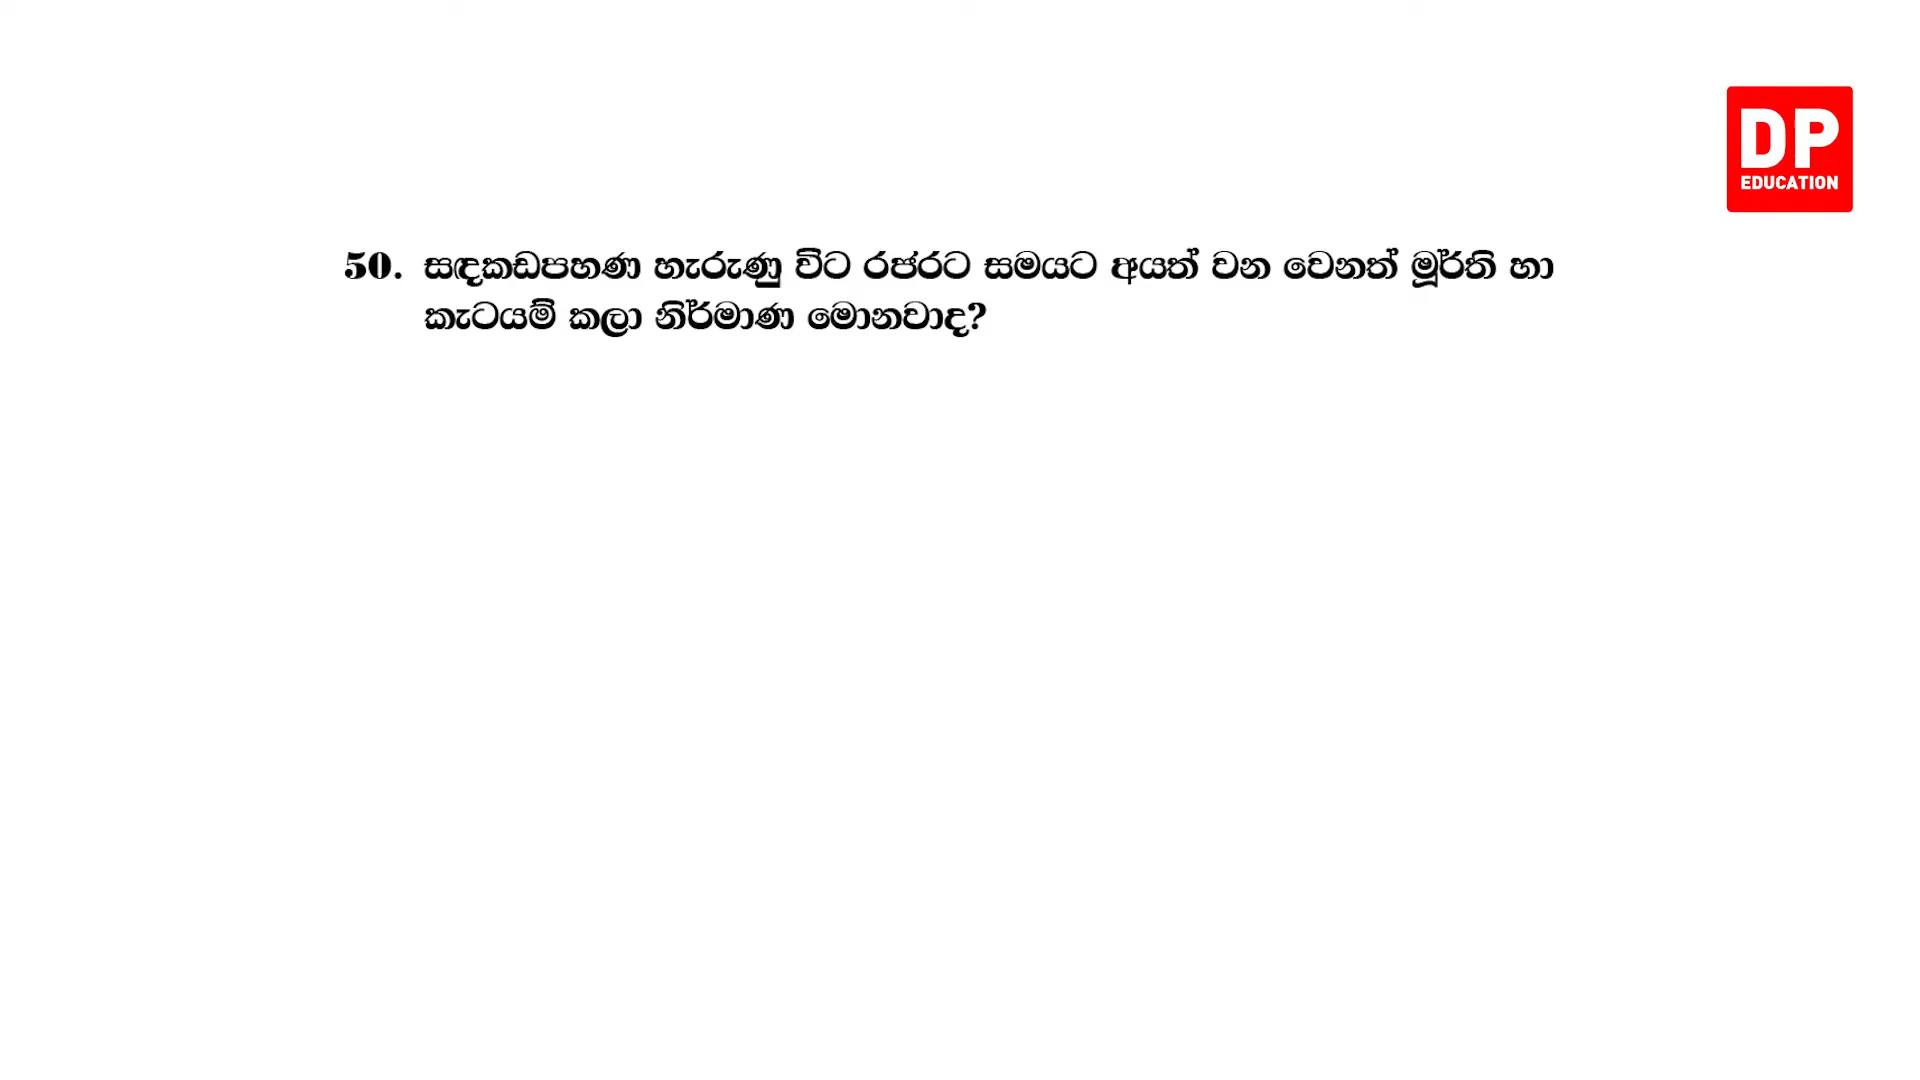 DP
EDUCATION
50. සඳකඩපහණ හැරුණු විට රජරට සමයට අයත් වන වෙනත් මූර්ති හා
කැටයම් කලා නිර්මාණ මොනවාද?